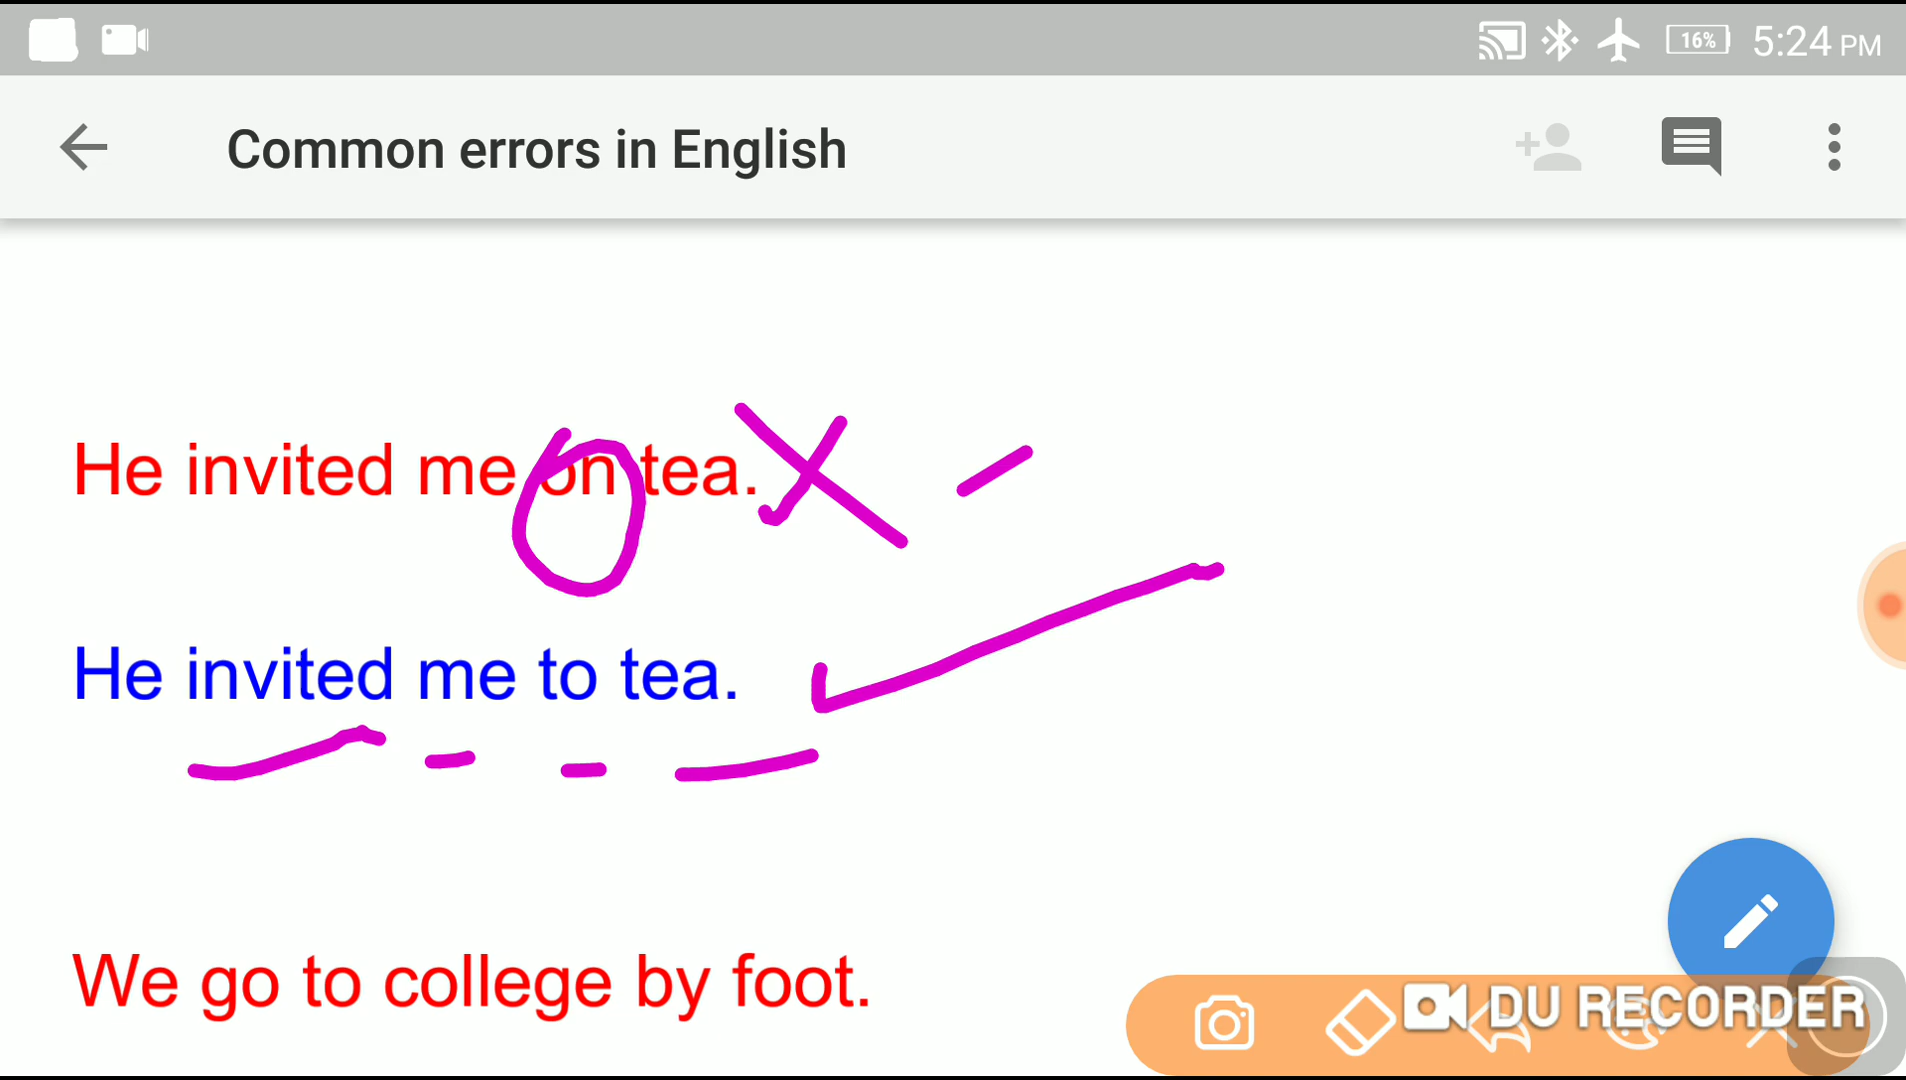 16% 5:24 PM
Common errors in English
He invited me on tea.
He invited me to tea.
We go to college by foot.
DU RECORDER